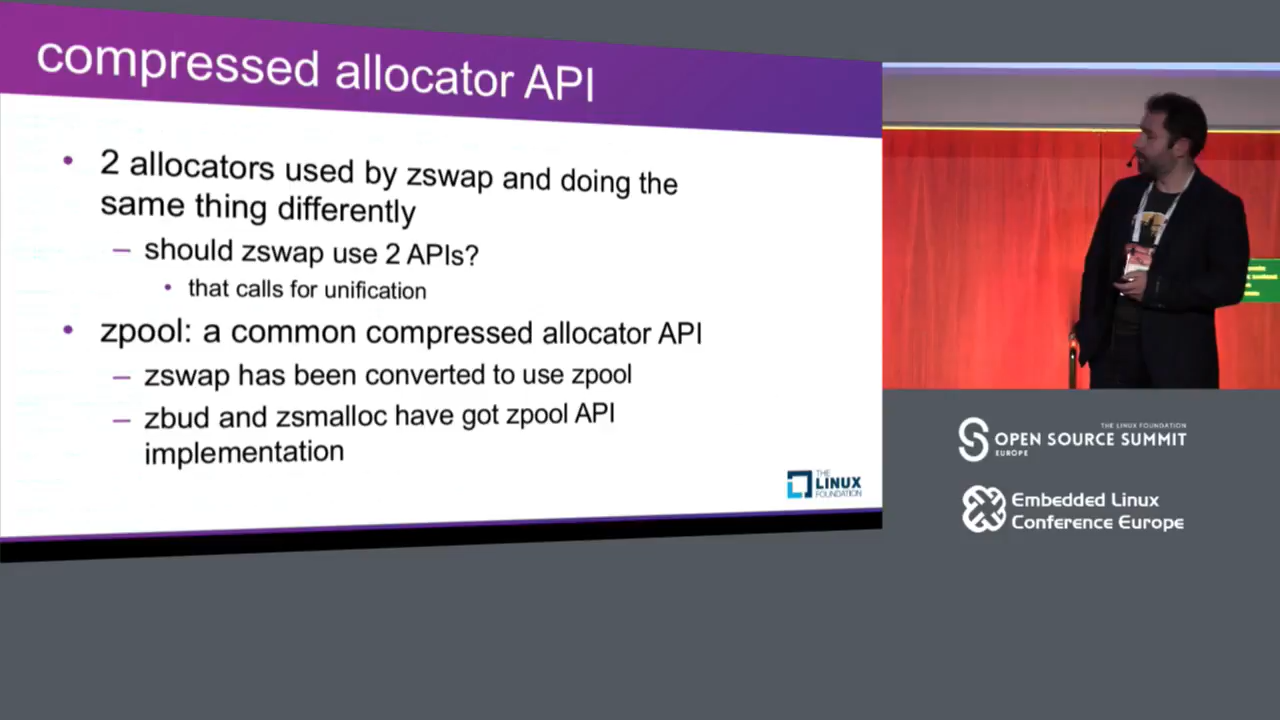 compressed allocator API
• 2 allocators used by zswap and doing the
same thing differently
– should zswap use 2 APIs?
• that calls for unification
• zpool: a common compressed allocator API
– zswap has been converted to use zpool
– zbud and zsmalloc have got zpool API
implementation
THE
LINUX
FOUNDATION
THE LINUX FOUNDATION
OPEN SOURCE SUMMIT
EUROPE
Embedded Linux
Conference Europe